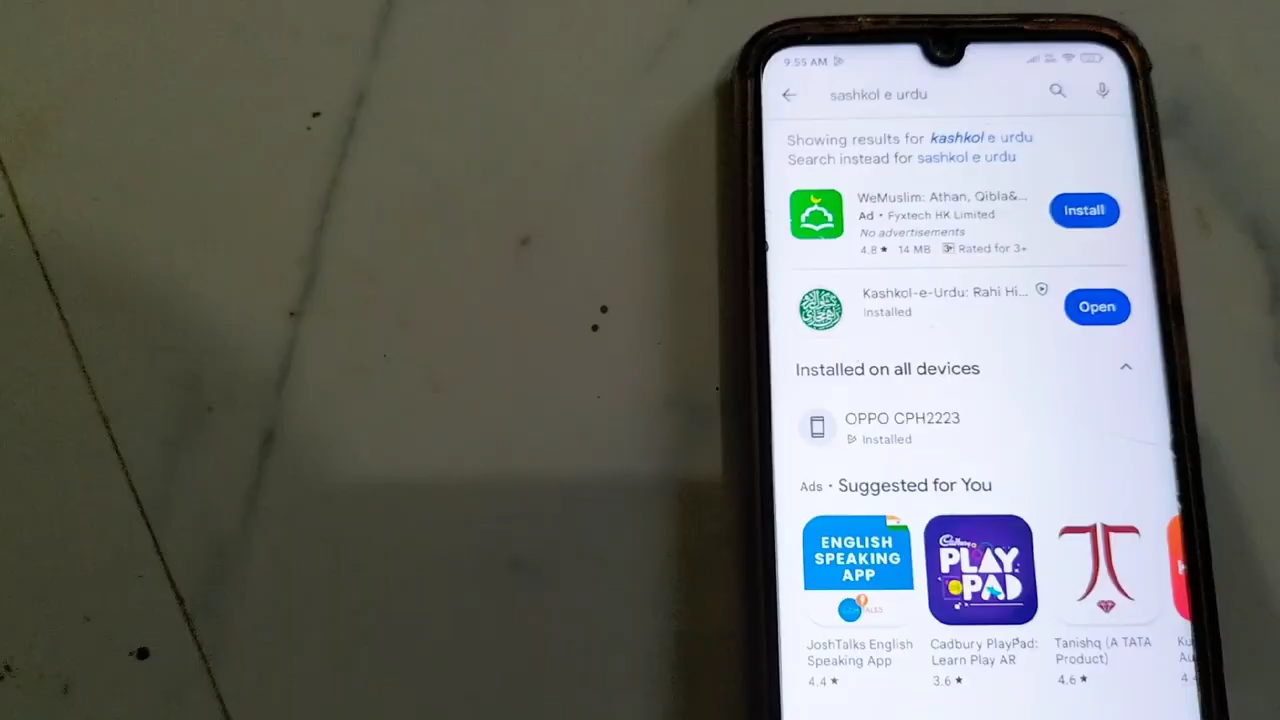 9:55 AM
sashkol e urdu
Showing results for kashkol e urdu
Search instead for sashkol e urdu
WeMuslim: Athan, Qibla&...
Ad • Fyxtech HK Limited
No advertisements
4.8★ 14 MB Rated for 3+
Install
Kashkol-e-Urdu: Rahi Hi...
Installed
Open
Installed on all devices
OPPO CPH2223
Installed
Ads • Suggested for You
ENGLISH
SPEAKING
APP
Cadbury
PLAY
PAD
JoshTalks English
Speaking App
4.4★
Cadbury PlayPad:
Learn Play AR
3.6★
Tanishq (A TATA
Product)
4.6★